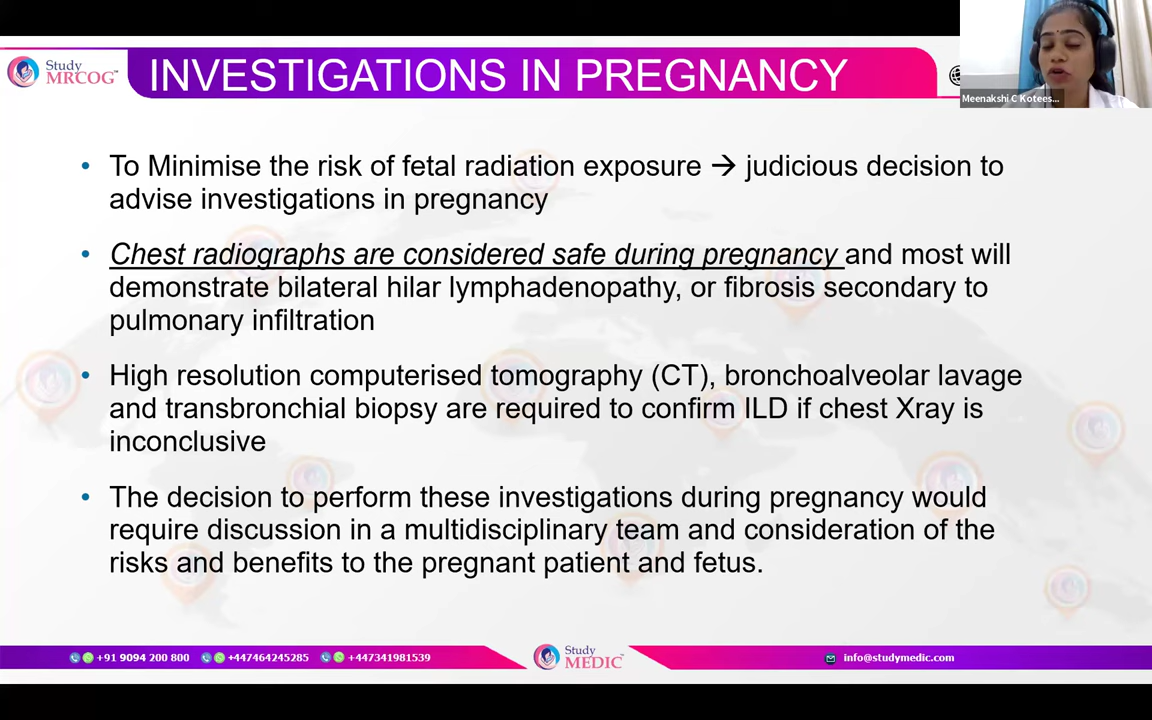 Study
MRCOG™
INVESTIGATIONS IN PREGNANCY
Meenakshi C Kotees...
• To Minimise the risk of fetal radiation exposure → judicious decision to
advise investigations in pregnancy
• Chest radiographs are considered safe during pregnancy and most will
demonstrate bilateral hilar lymphadenopathy, or fibrosis secondary to
pulmonary infiltration
• High resolution computerised tomography (CT), bronchoalveolar lavage
and transbronchial biopsy are required to confirm ILD if chest Xray is
inconclusive
• The decision to perform these investigations during pregnancy would
require discussion in a multidisciplinary team and consideration of the
risks and benefits to the pregnant patient and fetus.
+91 9094 200 800 +447464245285 +447341981539
Study
MEDIC™
info@studymedic.com